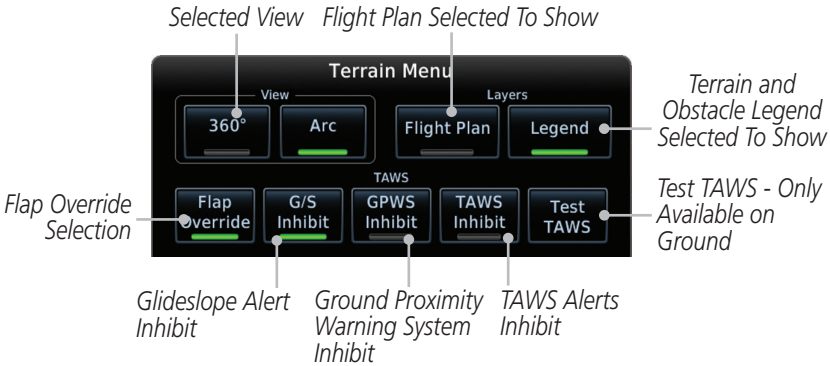 Selected View
Flight Plan Selected To Show
Terrain Menu
View
Layers
360°
Arc
Flight Plan
Legend
Terrain and
Obstacle Legend
Selected To Show
TAWS
Flap
Override
G/S
Inhibit
GPWS
Inhibit
TAWS
Inhibit
Test
TAWS
Flap Override
Selection
Test TAWS - Only
Available on
Ground
Glideslope Alert
Inhibit
Ground Proximity
Warning System
Inhibit
TAWS Alerts
Inhibit